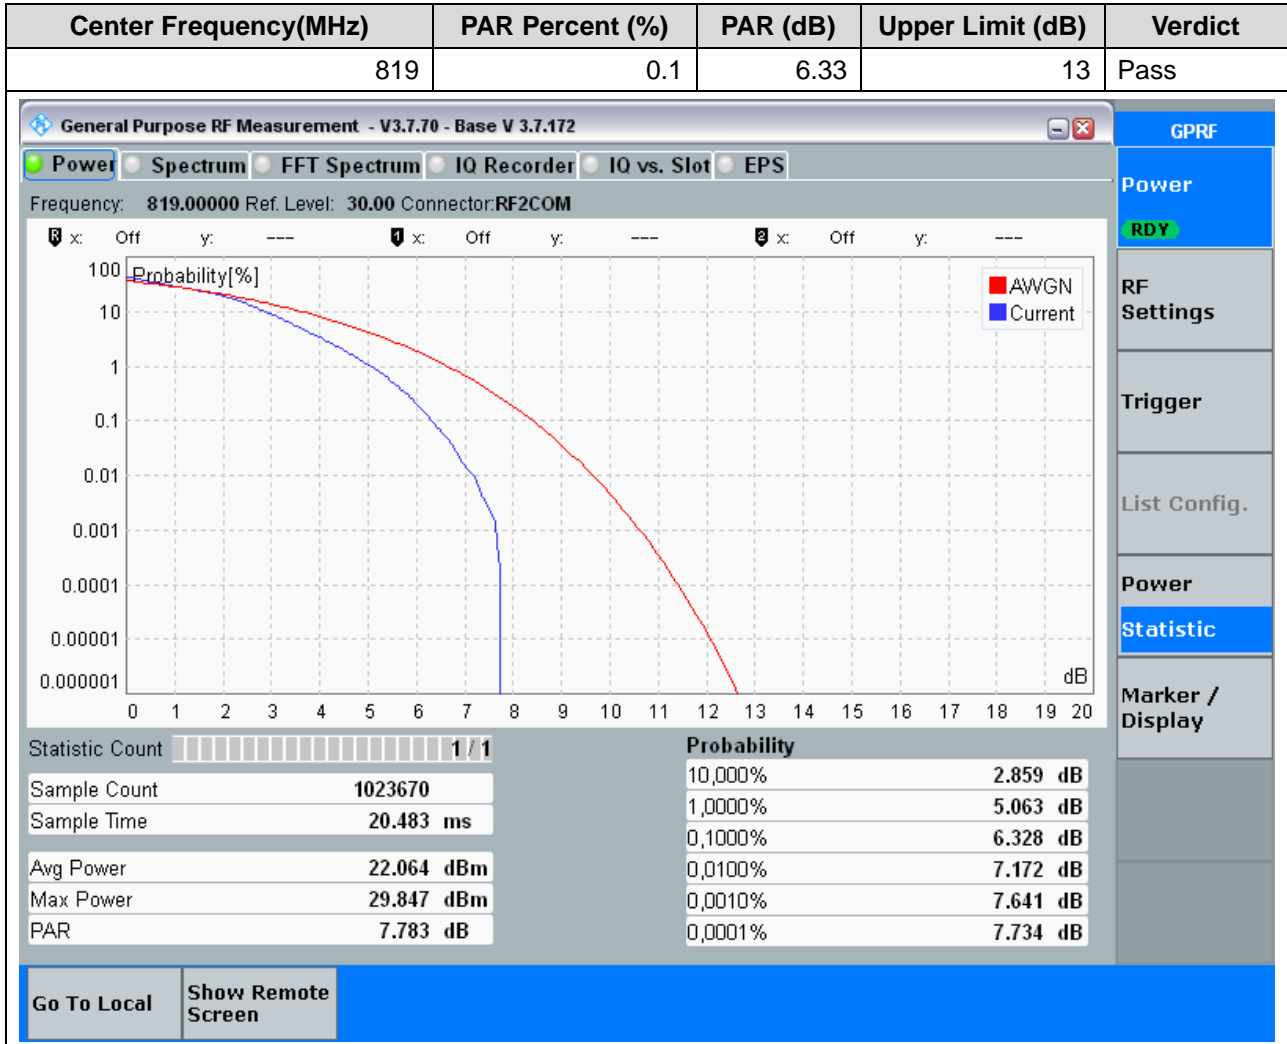 Center Frequency(MHz) PAR Percent (%) PAR (dB) Upper Limit (dB) Verdict
819 0.1 6.33 13 Pass
General Purpose RF Measurement - V3.7.70 - Base V 3.7.172
GPRF
Power Spectrum FFT Spectrum IQ Recorder IQ vs. Slot EPS
Frequency: 819.00000 Ref. Level: 30.00 Connector:RF2COM
R x: Off y: --- 1 x: Off y: --- 2 x: Off y: ---
Probability[%]
100
10
1
0.1
0.01
0.001
0.0001
0.00001
0.000001
AWGN
Current
dB
0 1 2 3 4 5 6 7 8 9 10 11 12 13 14 15 16 17 18 19 20
Statistic Count 1 / 1
Sample Count 1023670
Sample Time 20.483 ms
Avg Power 22.064 dBm
Max Power 29.847 dBm
PAR 7.783 dB
Probability
10,000% 2.859 dB
1,0000% 5.063 dB
0,1000% 6.328 dB
0,0100% 7.172 dB
0,0010% 7.641 dB
0,0001% 7.734 dB
Power
RDY
RF
Settings
Trigger
List Config.
Power
Statistic
Marker /
Display
Go To Local
Show Remote
Screen